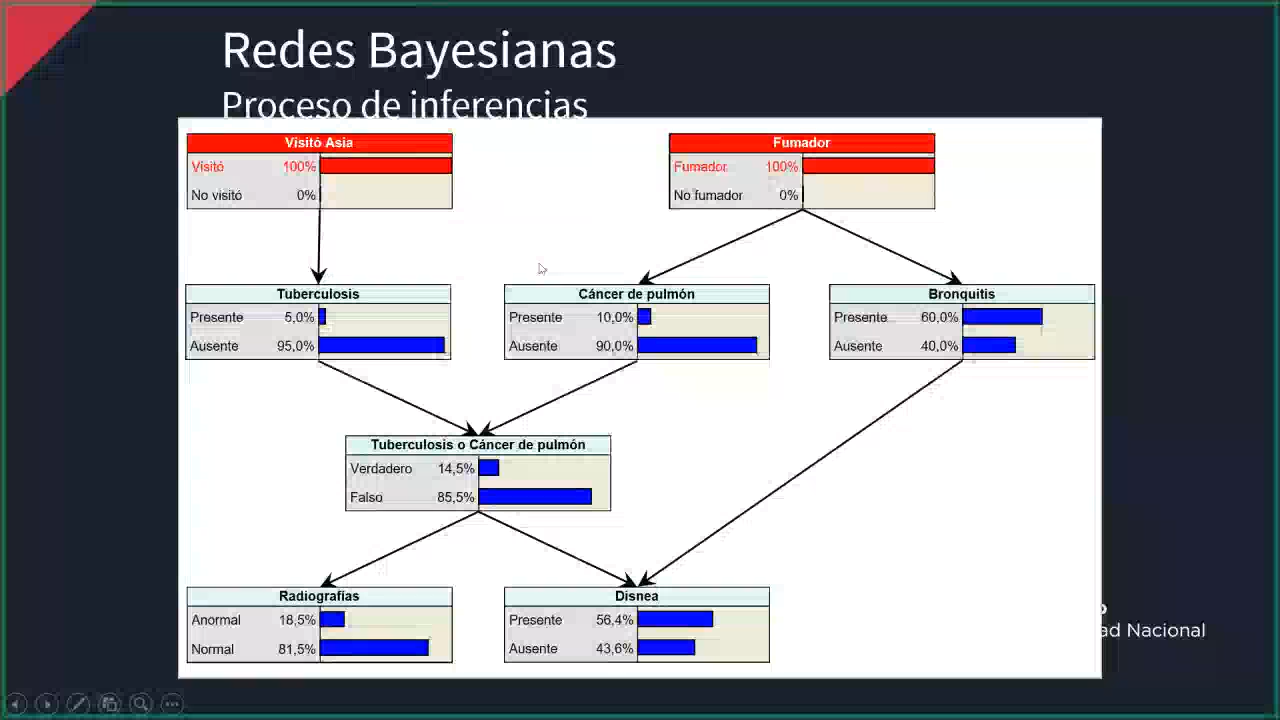 Redes Bayesianas
Proceso de inferencias
Visitó Asia
Visitó 100%
No visitó 0%
Fumador
Fumador 100%
No fumador 0%
Tuberculosis
Presente 5,0%
Ausente 95,0%
Cáncer de pulmón
Presente 10,0%
Ausente 90,0%
Bronquitis
Presente 60,0%
Ausente 40,0%
Tuberculosis o Cáncer de pulmón
Verdadero 14,5%
Falso 85,5%
Radiografías
Anormal 18,5%
Normal 81,5%
Disnea
Presente 56,4%
Ausente 43,6%
ad Nacional